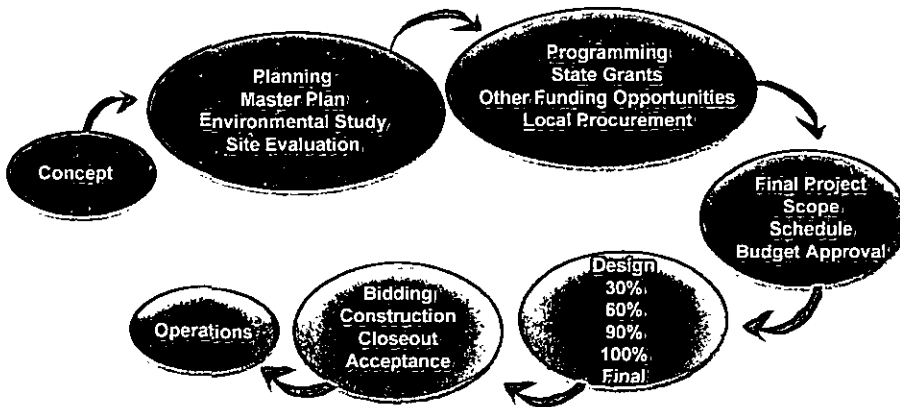 Concept
Planning
Master Plan
Environmental Study
Site Evaluation
Programming
State Grants
Other Funding Opportunities
Local Procurement
Final Project
Scope
Schedule
Budget Approval
Design
30%
60%
90%
100%
Final
Bidding
Construction
Closeout
Acceptance
Operations